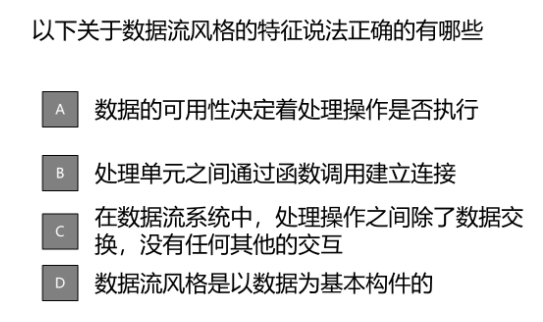 以下关于数据流风格的特征说法正确的有哪些
A 数据的可用性决定着处理操作是否执行
B 处理单元之间通过函数调用建立连接
C 在数据流系统中，处理操作之间除了数据交
换，没有任何其他的交互
D 数据流风格是以数据为基本构件的